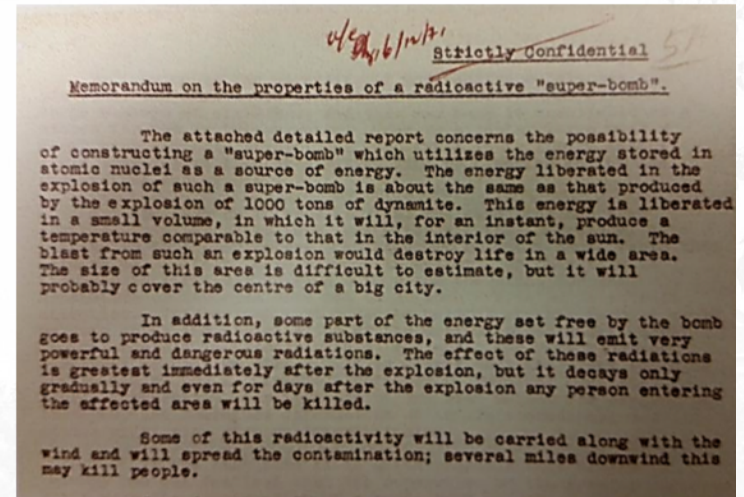 Strictly Confidential
Memorandum on the properties of a radioactive "super-bomb".
The attached detailed report concerns the possibility
of constructing a "super-bomb" which utilizes the energy stored in
atomic nuclei as a source of energy. The energy liberated in the
explosion of such a super-bomb is about the same as that produced
by the explosion of 1000 tons of dynamite. This energy is liberated
in a small volume, in which it will, for an instant, produce a
temperature comparable to that in the interior of the sun. The
blast from such an explosion would destroy life in a wide area.
The size of this area is difficult to estimate, but it will
probably cover the centre of a big city.
In addition, some part of the energy set free by the bomb
goes to produce radioactive substances, and these will emit very
powerful and dangerous radiations. The effect of these radiations
is greatest immediately after the explosion, but it decays only
gradually and even for days after the explosion any person entering
the affected area will be killed.
Some of this radioactivity will be carried along with the
wind and will spread the contamination; several miles downwind this
may kill people.